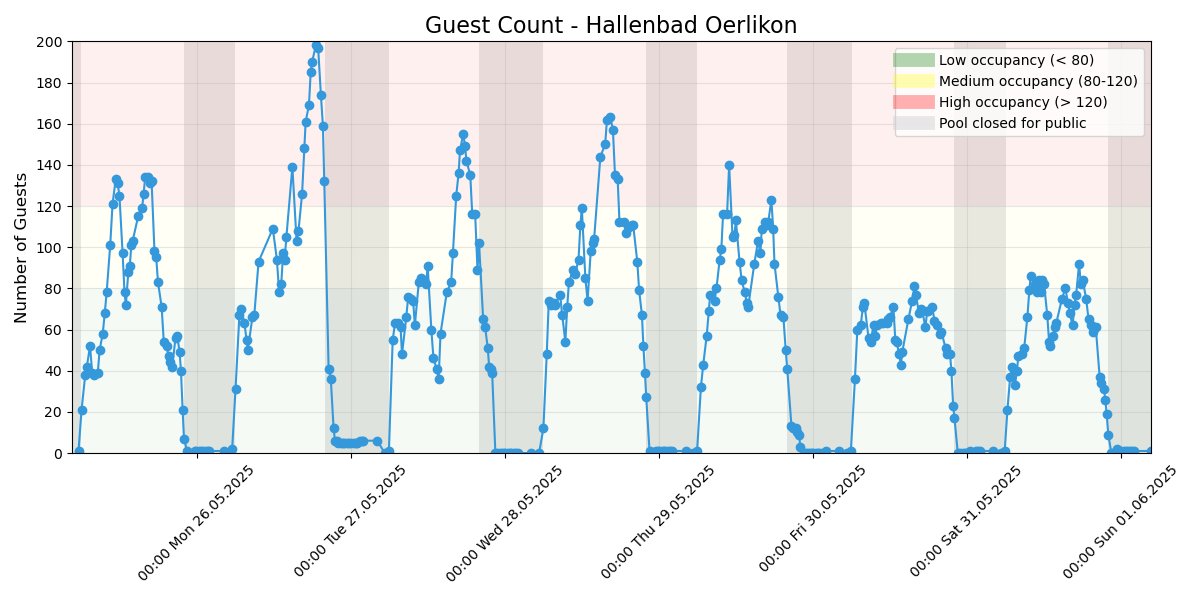 Guest Count - Hallenbad Oerlikon
Number of Guests
200
180
160
140
120
100
80
60
40
20
0
Low occupancy (< 80)
Medium occupancy (80-120)
High occupancy (> 120)
Pool closed for public
00:00 Mon 26.05.2025
00:00 Tue 27.05.2025
00:00 Wed 28.05.2025
00:00 Thu 29.05.2025
00:00 Fri 30.05.2025
00:00 Sat 31.05.2025
00:00 Sun 01.06.2025